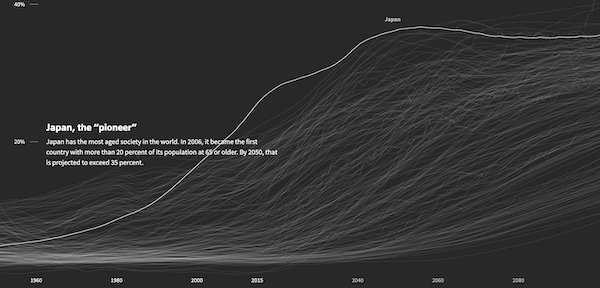 40%
Japan
Japan, the “pioneer”
20%
Japan has the most aged society in the world. In 2006, it became the first
country with more than 20 percent of its population at 65 or older. By 2050, that
is projected to exceed 35 percent.
1960 1980 2000 2015 2040 2060 2080